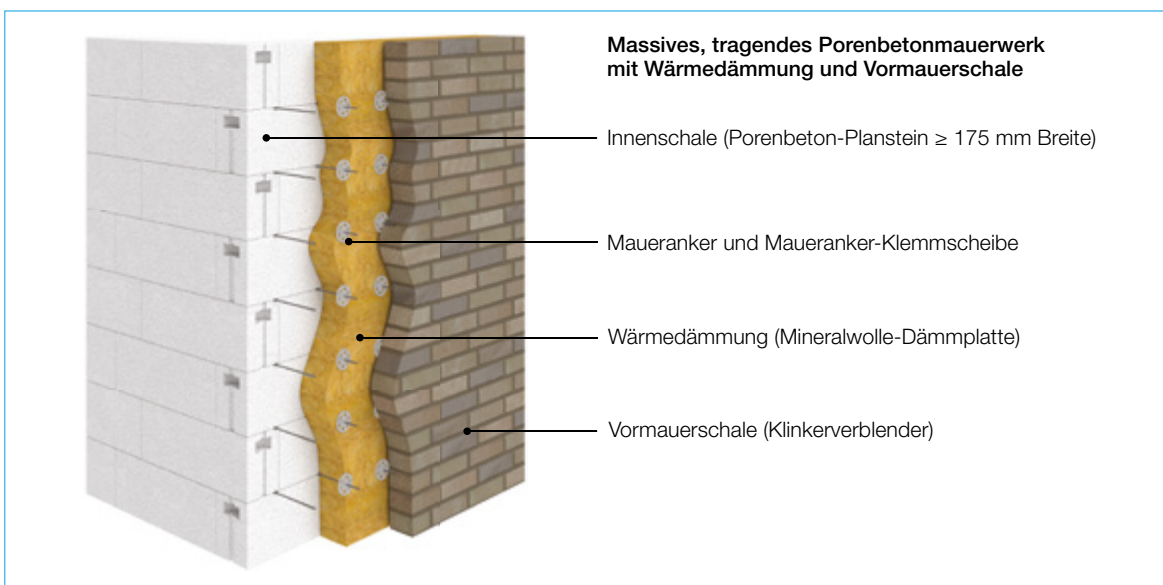 Massives, tragendes Porenbetonmauerwerk
mit Wärmedämmung und Vormauerschale
Innenschale (Porenbeton-Planstein ≥ 175 mm Breite)
Maueranker und Maueranker-Klemmscheibe
Wärmedämmung (Mineralwolle-Dämmplatte)
Vormauerschale (Klinkerverblender)